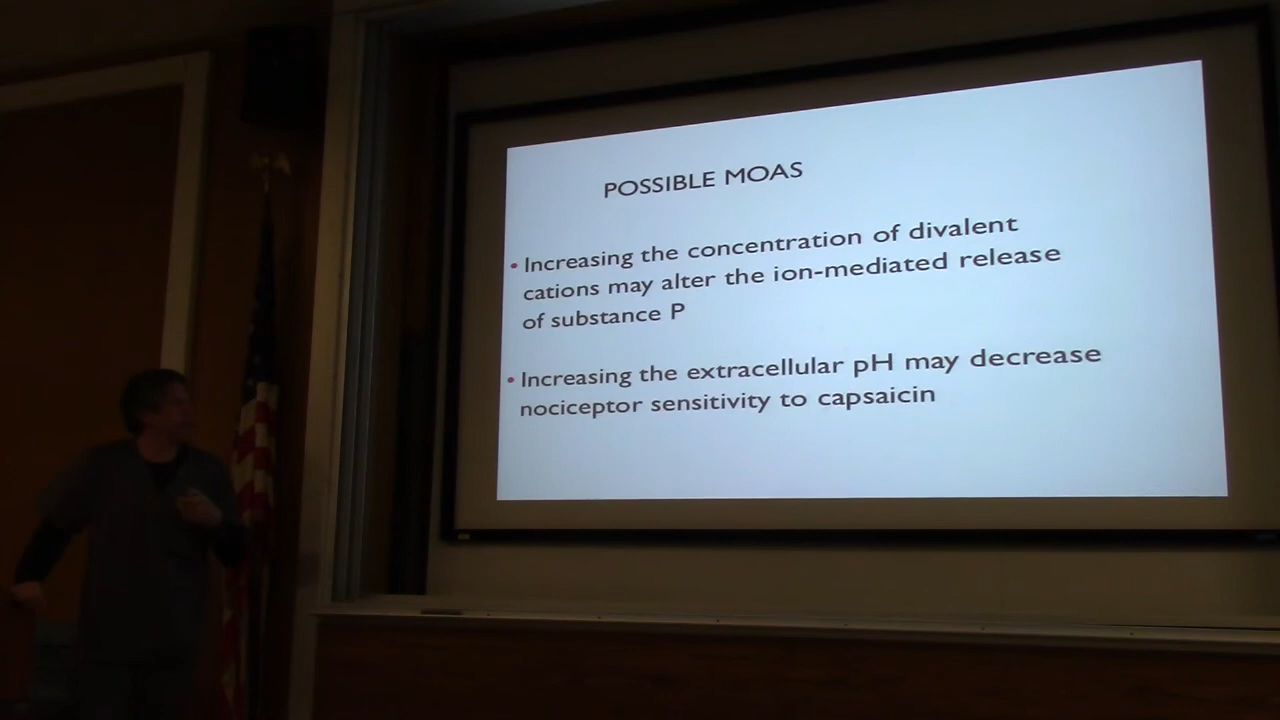 POSSIBLE MOAS
• Increasing the concentration of divalent
cations may alter the ion-mediated release
of substance P
• Increasing the extracellular pH may decrease
nociceptor sensitivity to capsaicin